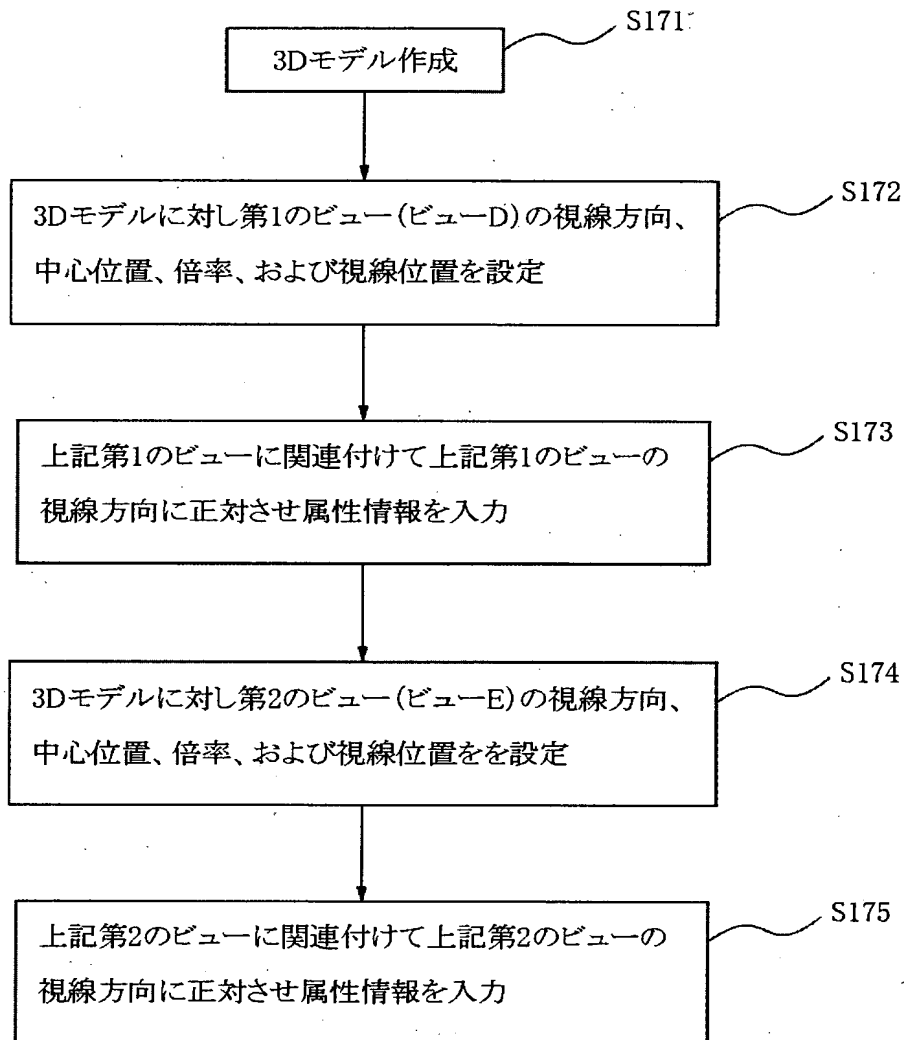 S171
3Dモデル作成
S172
3Dモデルに対し第1のビュー(ビューD)の視線方向、
中心位置、倍率、および視線位置を設定
S173
上記第1のビューに関連付けて上記第1のビューの
視線方向に正対させ属性情報を入力
S174
3Dモデルに対し第2のビュー(ビューE)の視線方向、
中心位置、倍率、および視線位置をを設定
S175
上記第2のビューに関連付けて上記第2のビューの
視線方向に正対させ属性情報を入力